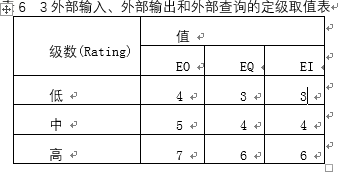 6 3外部输入、外部输出和外部查询的定级取值表
级数(Rating) 值
EO EQ EI
低 4 3 3
中 5 4 4
高 7 6 6